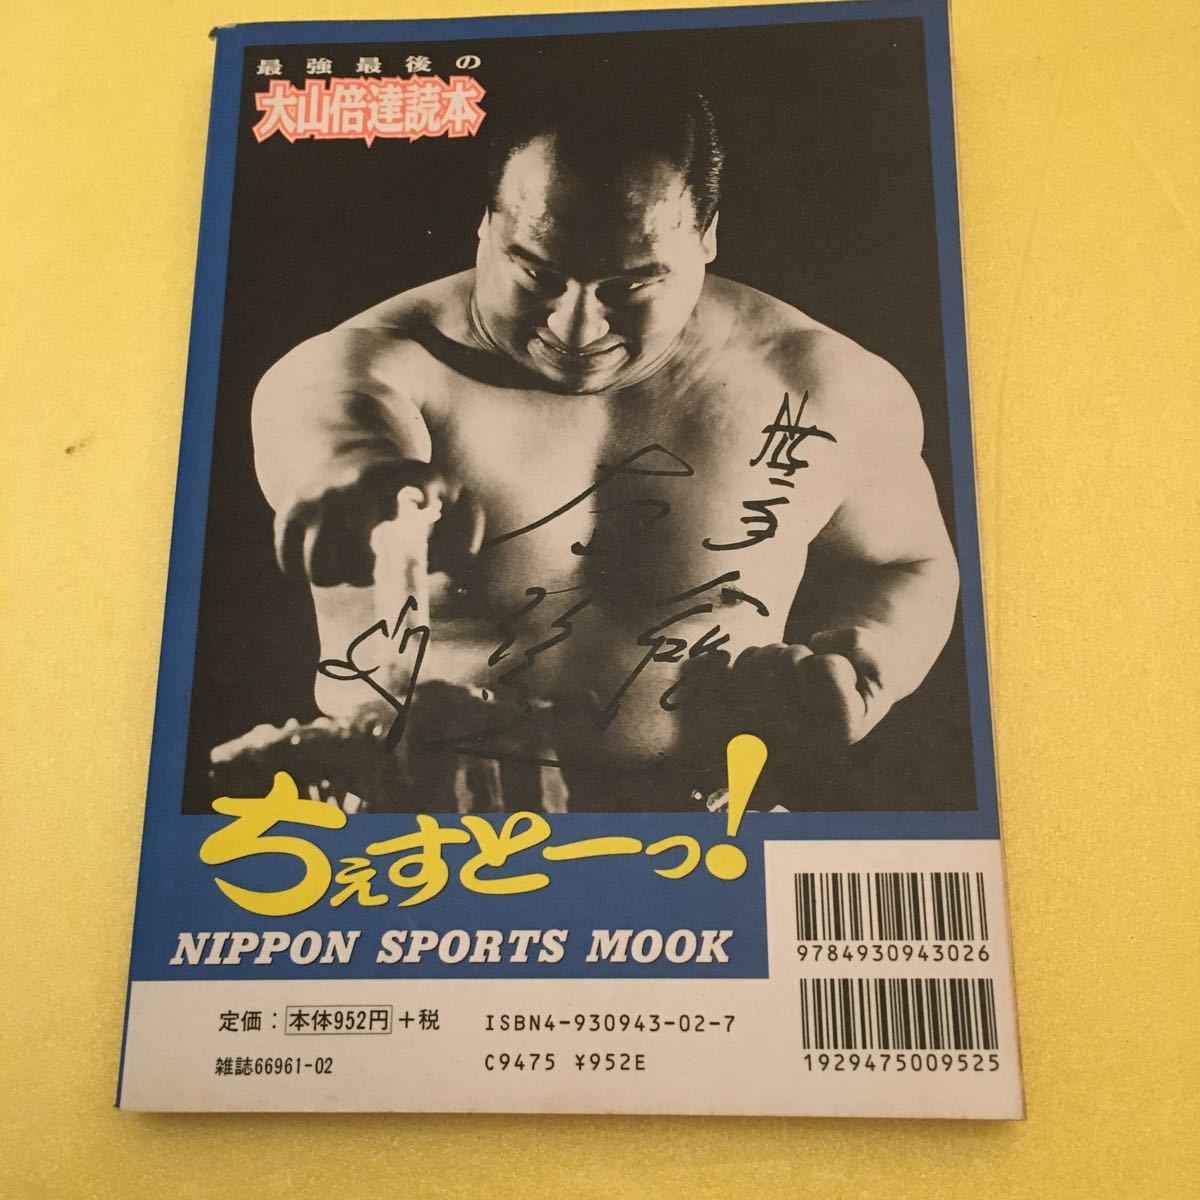 最強最後の
大山倍達読本
ちぇすとーっ!
NIPPON SPORTS MOOK
9784930943026
定価：本体952円+税
ISBN4-930943-02-7
雑誌66961-02
C9475 ¥952E
1929475009525